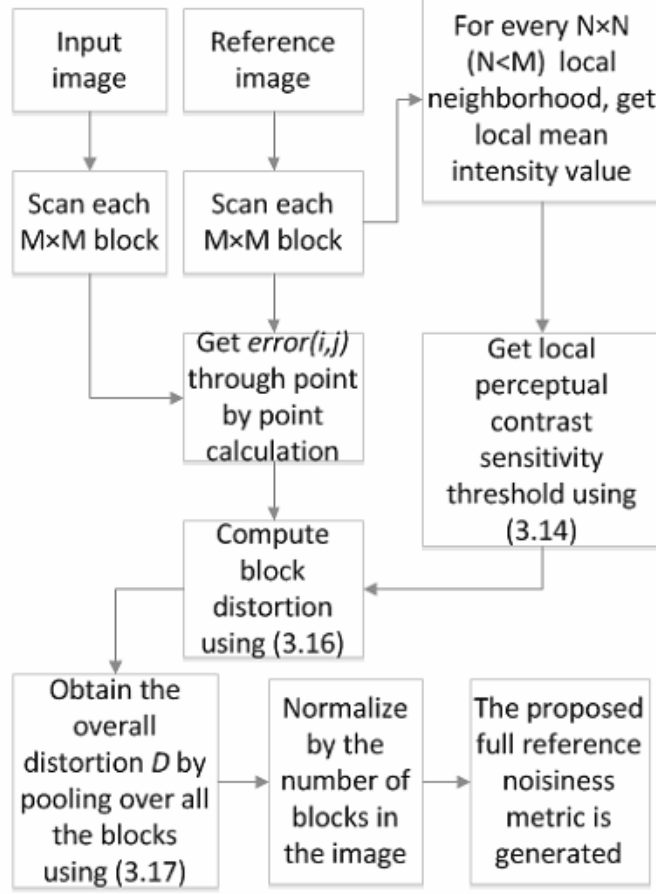 Input
image
Reference
image
For every N×N
(N<M) local
neighborhood, get
local mean
intensity value
Scan each
M×M block
Scan each
M×M block
Get error(i,j)
through point
by point
calculation
Get local
perceptual
contrast
sensitivity
threshold using
(3.14)
Compute
block
distortion
using (3.16)
Obtain the
overall
distortion D by
pooling over all
the blocks
using (3.17)
Normalize
by the
number of
blocks in
the image
The proposed
full reference
noisiness
metric is
generated